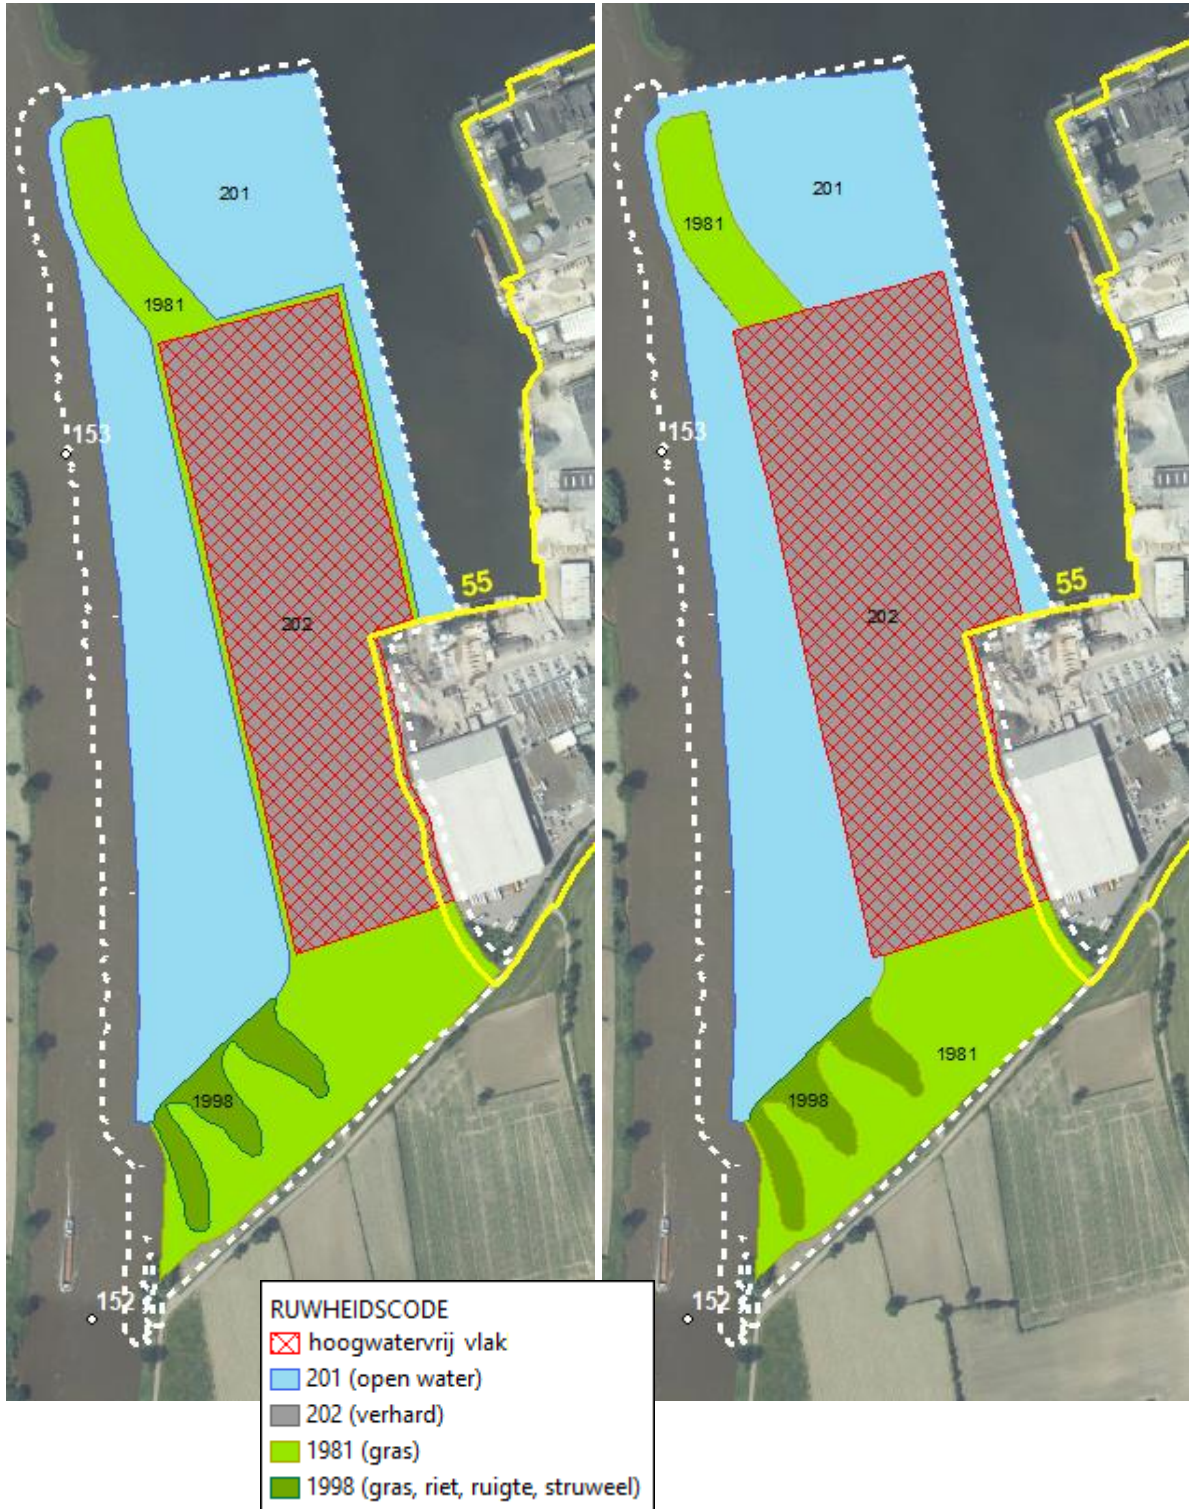 201
1981
153
55
202
1998
152
201
1981
153
55
202
1981
1998
152
RUWHEIDSCODE
hoogwatervrij vlak
201 (open water)
202 (verhard)
1981 (gras)
1998 (gras, riet, ruigte, struweel)